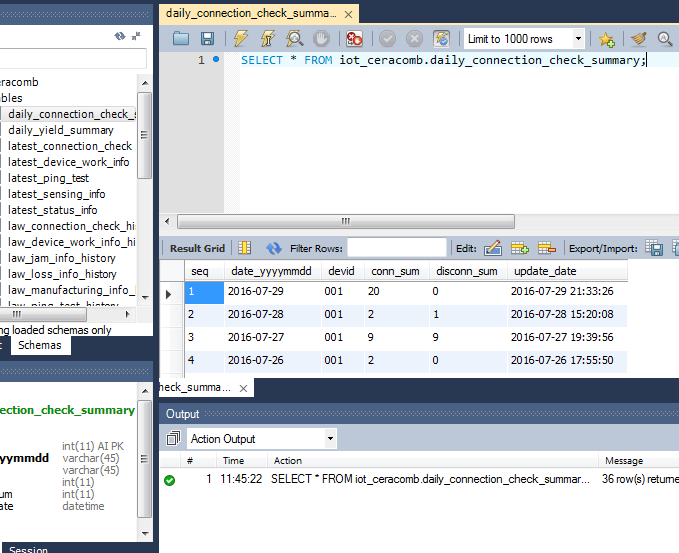 daily_connection_check_summa...
Limit to 1000 rows
1 SELECT * FROM iot_ceracomb.daily_connection_check_summary;
eracomb
bles
daily_connection_check_s
daily_yield_summary
latest_connection_check
latest_device_work_info
latest_ping_test
latest_sensing_info
latest_status_info
law_connection_check_hi
law_device_work_info_hi
law_jam_info_history
law_loss_info_history
law_manufacturing_info_
law_ping_test_history
ng loaded schemas only
Schemas
Result Grid Filter Rows: Edit: Export/Import:
seq date_yyyymmdd devid conn_sum disconn_sum update_date
1 2016-07-29 001 20 0 2016-07-29 21:33:26
2 2016-07-28 001 2 1 2016-07-28 15:20:08
3 2016-07-27 001 9 9 2016-07-27 19:39:56
4 2016-07-26 001 2 0 2016-07-26 17:55:50
heck_summa...
ection_check_summary
int(11) AI PK
yymmdd varchar(45)
varchar(45)
int(11)
um int(11)
ate datetime
Session
Output
Action Output
# Time Action Message
1 11:45:22 SELECT * FROM iot_ceracomb.daily_connection_check_summar... 36 row(s) returne